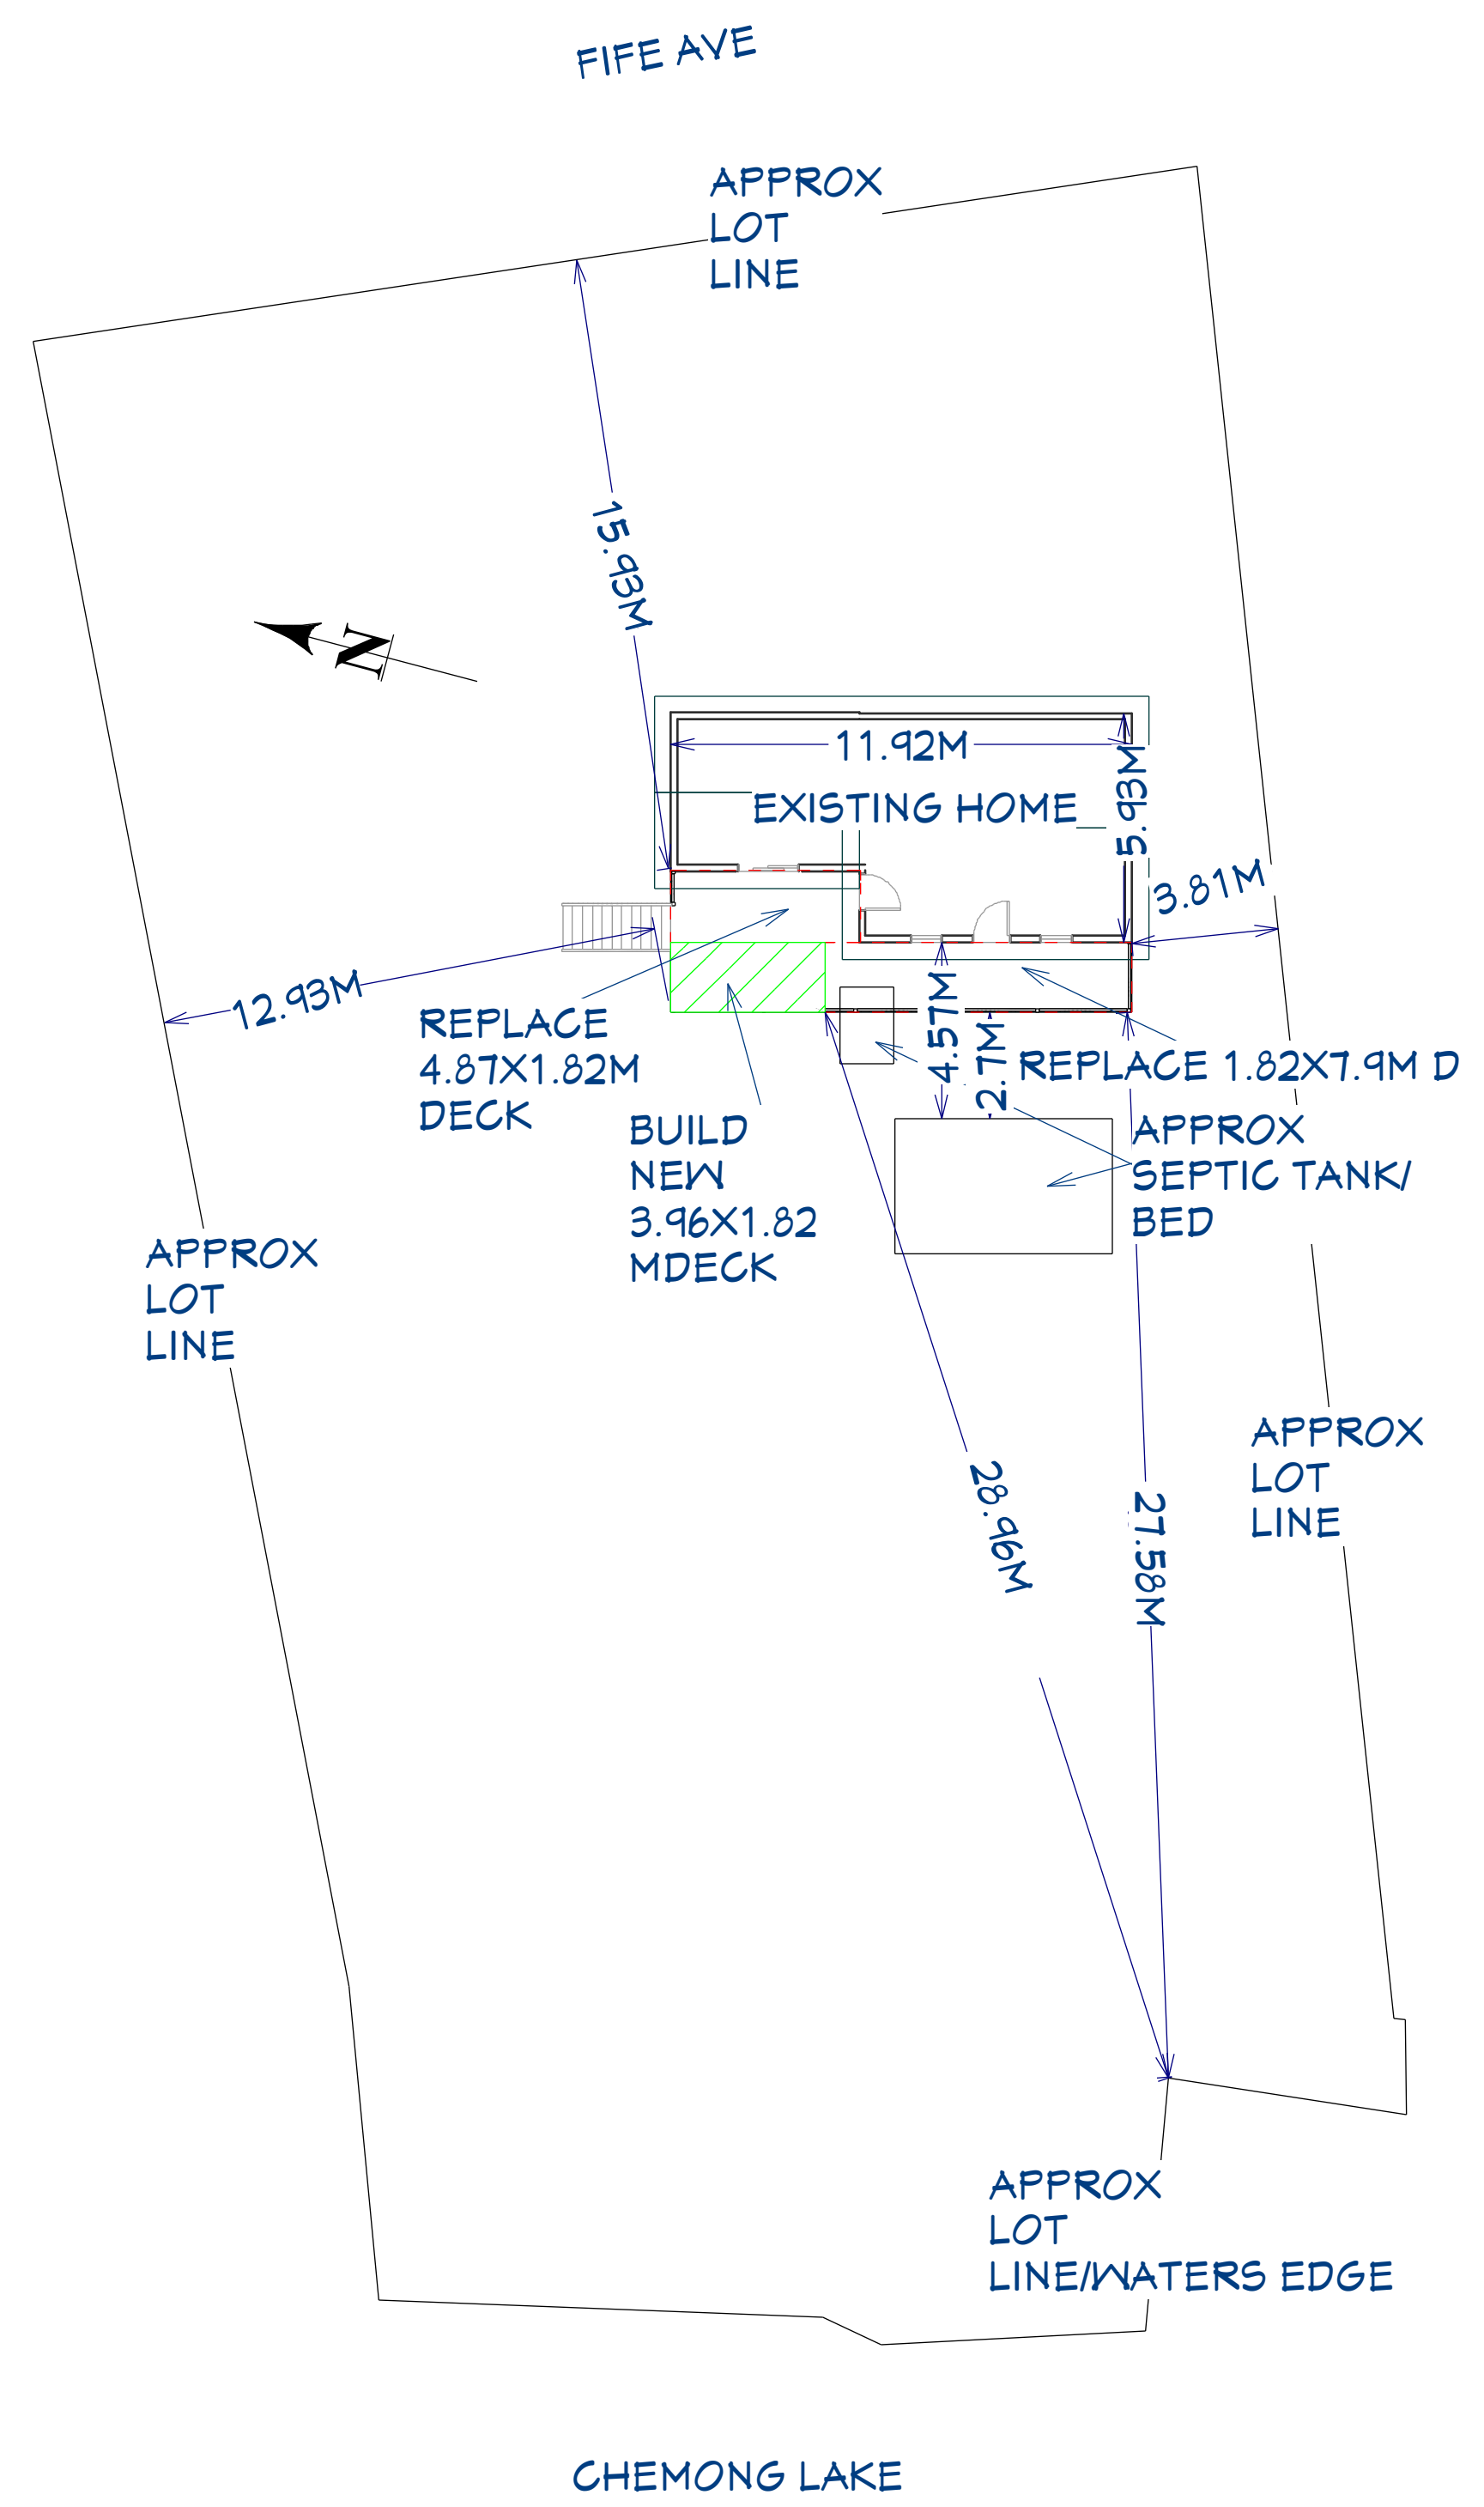 FIFE AVE
APPROX
LOT
LINE
15.93M
N
11.92M
EXISTING HOME
5.93M
3.81M
12.93M
REPLACE
4.87X1.82M
DECK
BUILD
NEW
3.96X1.82
MDECK
4.57M
2.77M
REPLACE 1.82X7.9M D
APPROX
SEPTIC TANK/
BED
APPROX
LOT
LINE
APPROX
LOT
LINE
28.96M
27.58M
APPROX
LOT
LINE/WATERS EDGE
CHEMONG LAKE